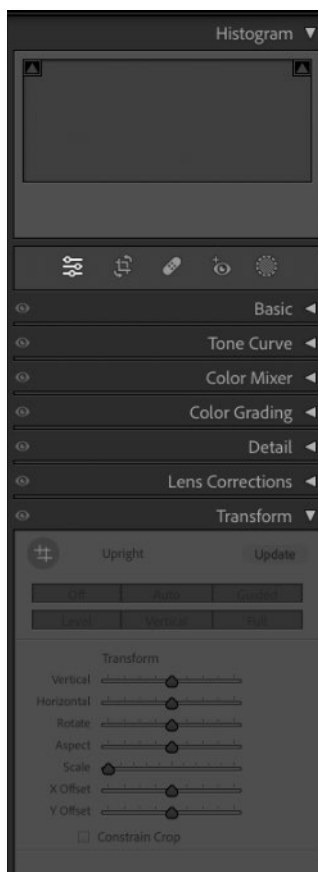 Histogram
Basic
Tone Curve
Color Mixer
Color Grading
Detail
Lens Corrections
Transform
Upright Update
Off Auto Guided
Level Vertical Full
Transform
Vertical
Horizontal
Rotate
Aspect
Scale
X Offset
Y Offset
Constrain Crop